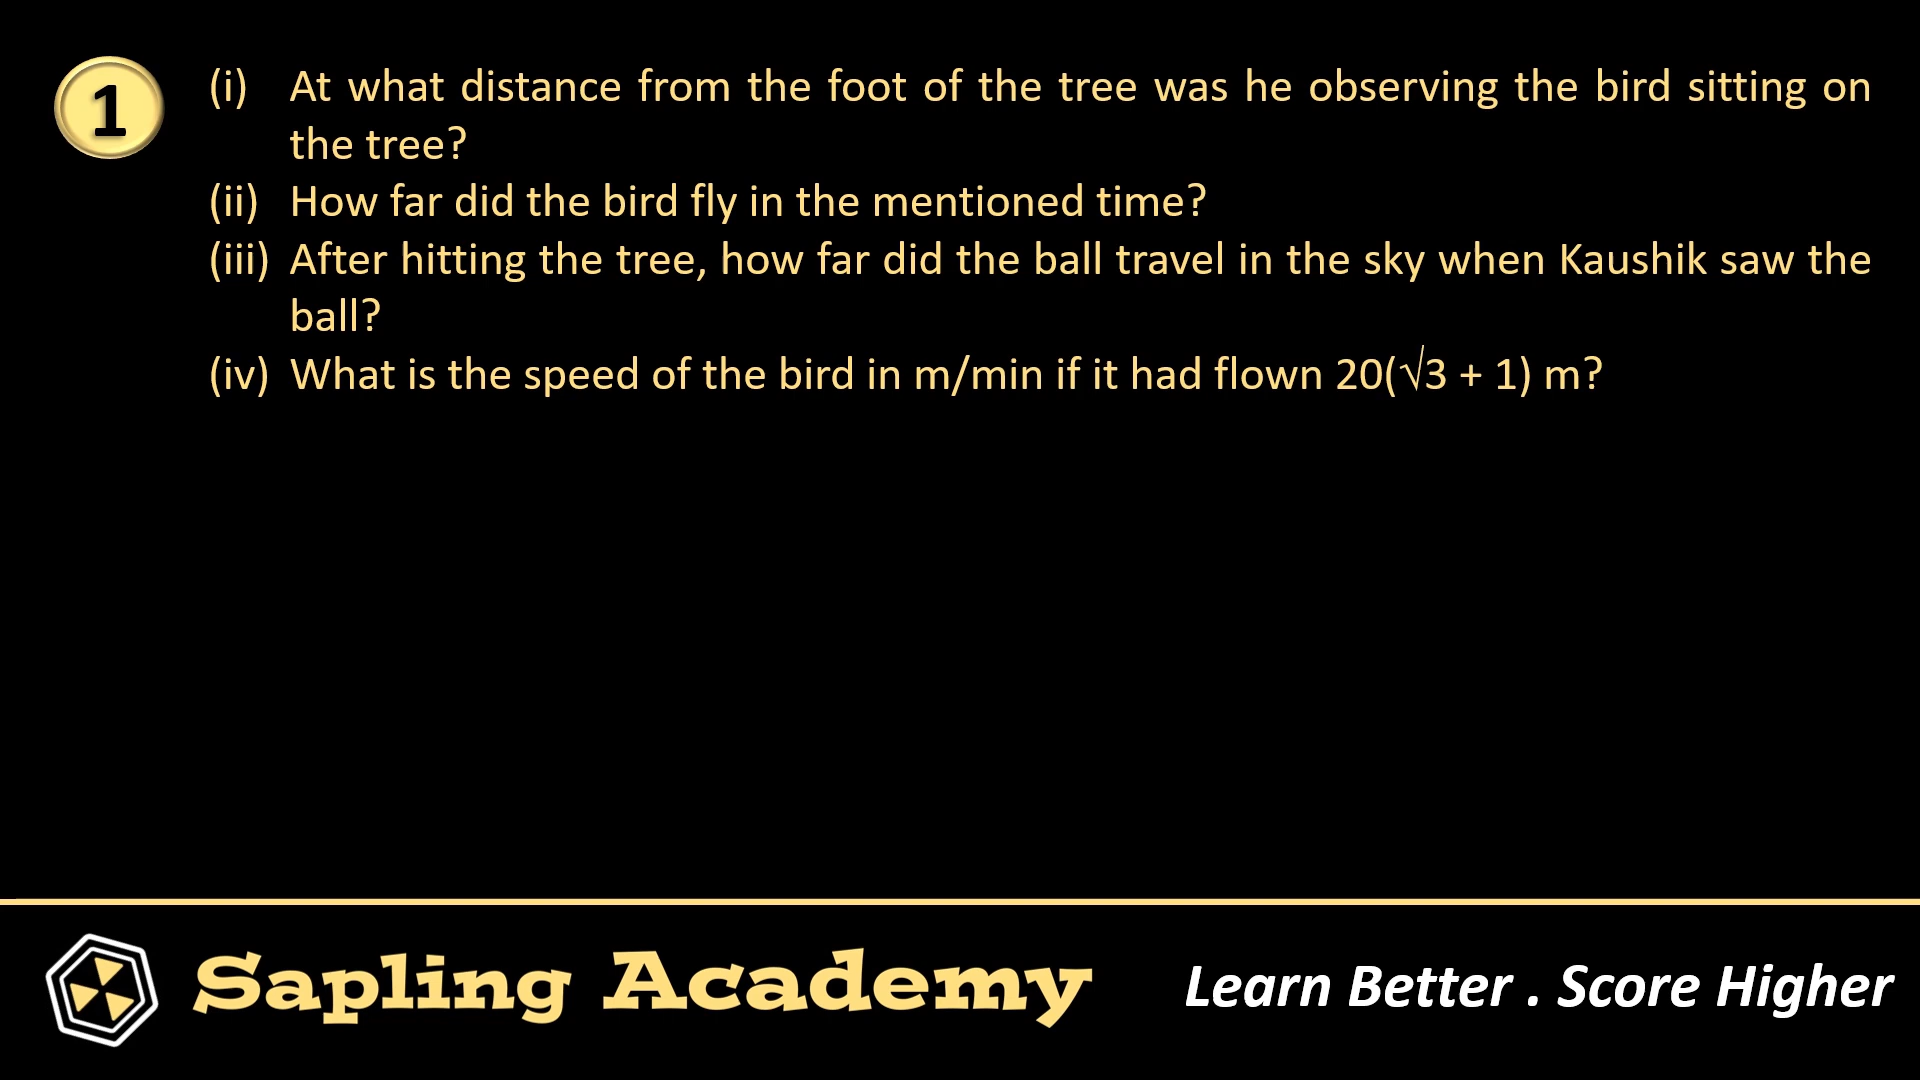 1
(i) At what distance from the foot of the tree was he observing the bird sitting on
the tree?
(ii) How far did the bird fly in the mentioned time?
(iii) After hitting the tree, how far did the ball travel in the sky when Kaushik saw the
ball?
(iv) What is the speed of the bird in m/min if it had flown 20(√3 + 1) m?
Sapling Academy
Learn Better . Score Higher